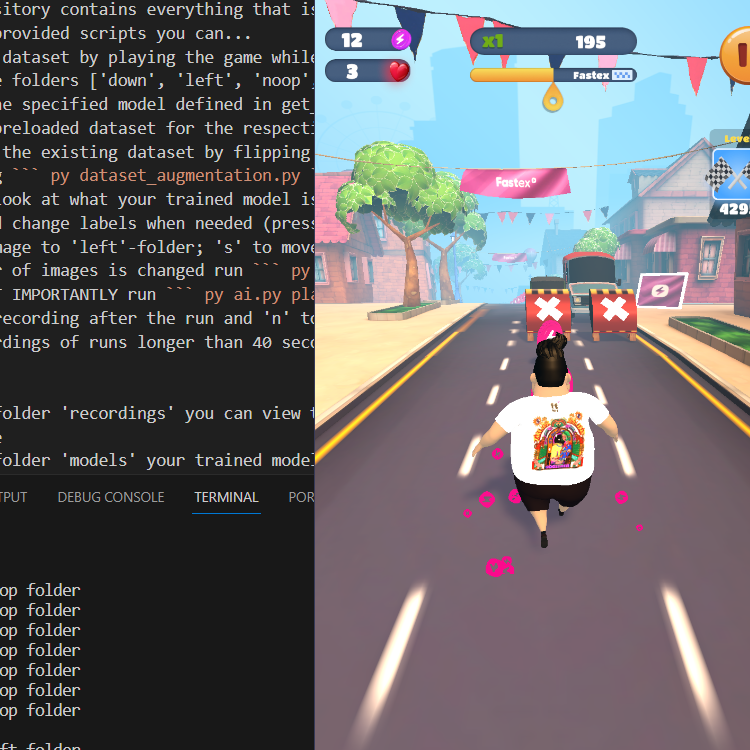 sitory contains everything that is
provided scripts you can...
dataset by playing the game while
e folders ['down', 'left', 'noop',
he specified model defined in get_
preloaded dataset for the respecti
the existing dataset by flipping
g ``` py dataset_augmentation.py `
look at what your trained model is
d change labels when needed (press
mage to 'left'-folder; 's' to move
r of images is changed run ``` py
T IMPORTANTLY run ``` py ai.py pla
recording after the run and 'n' to
rdings of runs longer than 40 seco
folder 'recordings' you can view t
e
folder 'models' your trained model
TPUT DEBUG CONSOLE TERMINAL POR
op folder
op folder
op folder
op folder
op folder
op folder
op folder
ft folder
12
3
x1 195
Fastex
Fastex
Leve
429